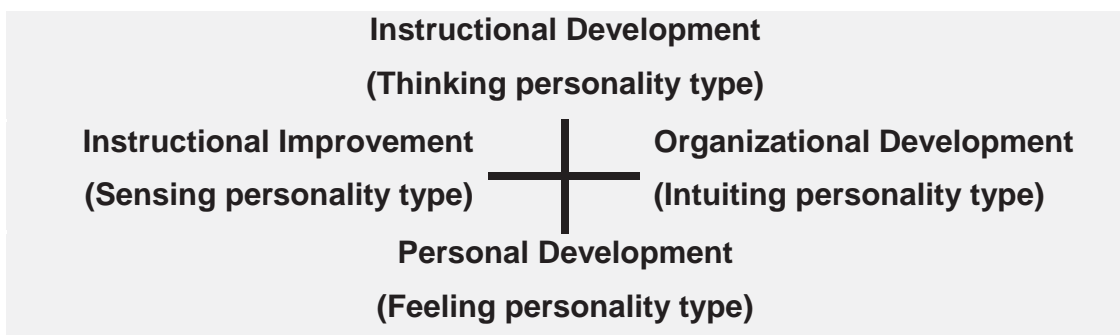 Instructional Development
(Thinking personality type)
Instructional Improvement
(Sensing personality type)
Organizational Development
(Intuiting personality type)
Personal Development
(Feeling personality type)